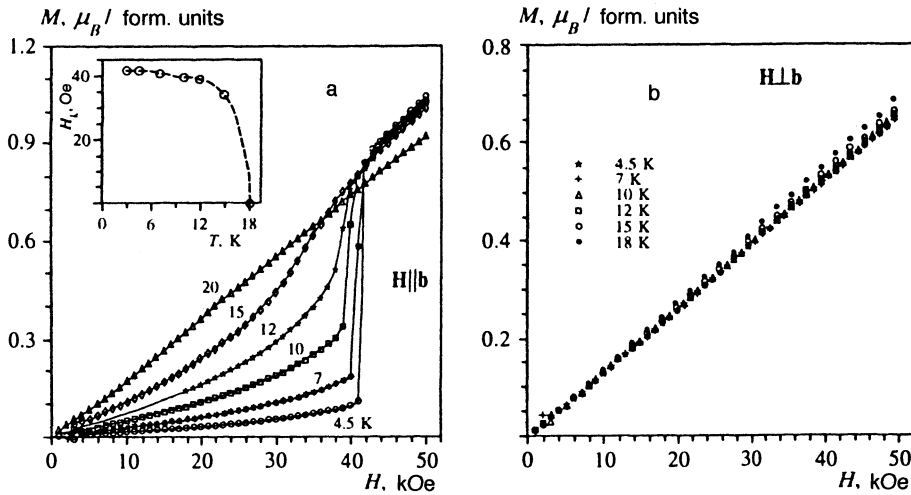 M, μB/ form. units
1.2
0.9
0.6
0.3
0
0 10 20 30 40 50
H, kOe
a
H||b
20
15
12
10
7
4.5 K
H_t, Oe
40
20
0
0 6 12 18
T, K
M, μB/ form. units
0.8
0.6
0.4
0.2
0 10 20 30 40 50
H, kOe
b
H⊥b
4.5 K
7 K
10 K
12 K
15 K
18 K